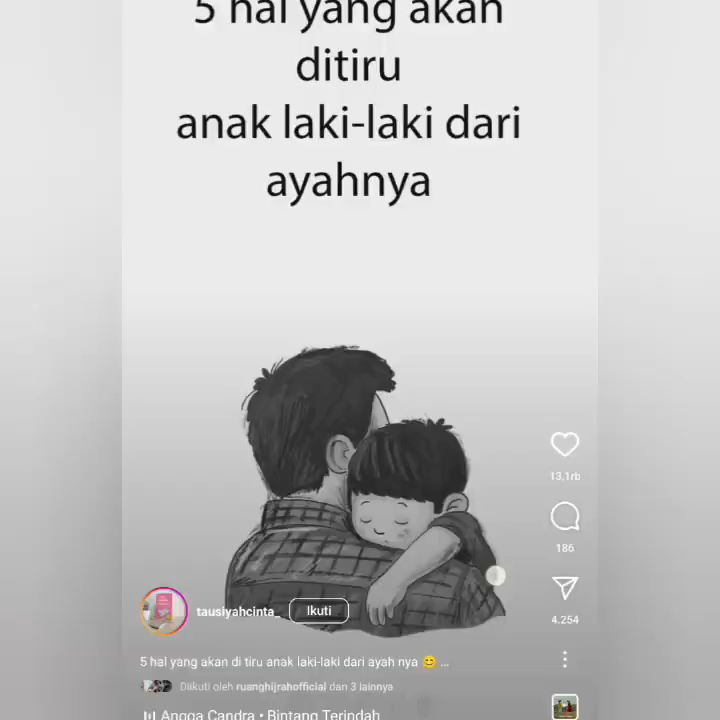 5 hal yang akan
ditiru
anak laki-laki dari
ayahnya
13,1rb
186
4.254
tausiyahcinta_ Ikuti
5 hal yang akan di tiru anak laki-laki dari ayah nya 😊 ...
Diikuti oleh ruanghijrahofficial dan 3 lainnya
Angga Candra • Bintang Terindah